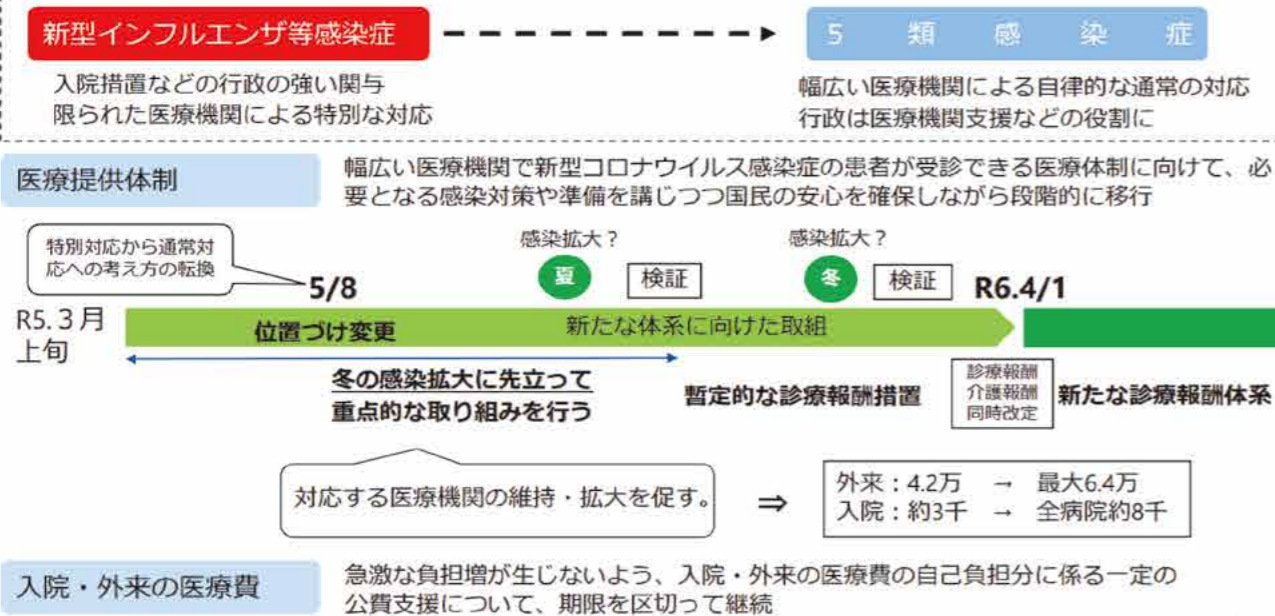 新型インフルエンザ等感染症
5類感染症
入院措置などの行政の強い関与
限られた医療機関による特別な対応
幅広い医療機関による自律的な通常の対応
行政は医療機関支援などの役割に
医療提供体制
幅広い医療機関で新型コロナウイルス感染症の患者が受診できる医療体制に向けて、必
要となる感染対策や準備を講じつつ国民の安心を確保しながら段階的に移行
特別対応から通常対
応への考え方の転換
感染拡大？
感染拡大？
5/8
夏
検証
冬
検証
R6.4/1
R5.3月
上旬
位置づけ変更
新たな体系に向けた取組
冬の感染拡大に先立って
重点的な取り組みを行う
暫定的な診療報酬措置
診療報酬
介護報酬
同時改定
新たな診療報酬体系
対応する医療機関の維持・拡大を促す。
⇒
外来：4.2万 → 最大6.4万
入院：約3千 → 全病院約8千
入院・外来の医療費
急激な負担増が生じないよう、入院・外来の医療費の自己負担分に係る一定の
公費支援について、期限を区切って継続